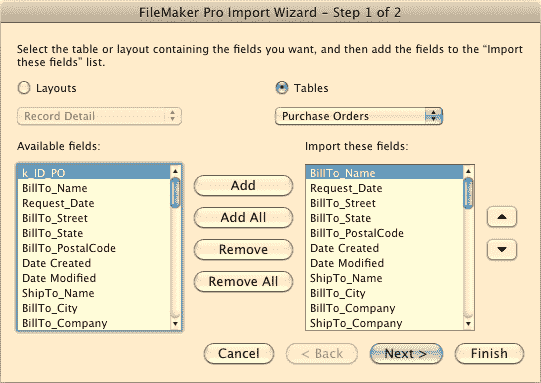 FileMaker Pro Import Wizard – Step 1 of 2
Select the table or layout containing the fields you want, and then add the fields to the “Import
these fields” list.
Layouts
Tables
Record Detail
Purchase Orders
Available fields:
Import these fields:
k_ID_PO
BillTo_Name
Request_Date
BillTo_Street
BillTo_State
BillTo_PostalCode
Date Created
Date Modified
ShipTo_Name
BillTo_City
BillTo_Company
Add
Add All
Remove
Remove All
BillTo_Name
Request_Date
BillTo_Street
BillTo_State
BillTo_PostalCode
Date Created
Date Modified
ShipTo_Name
BillTo_City
BillTo_Company
ShipTo_Company
Cancel
< Back
Next >
Finish